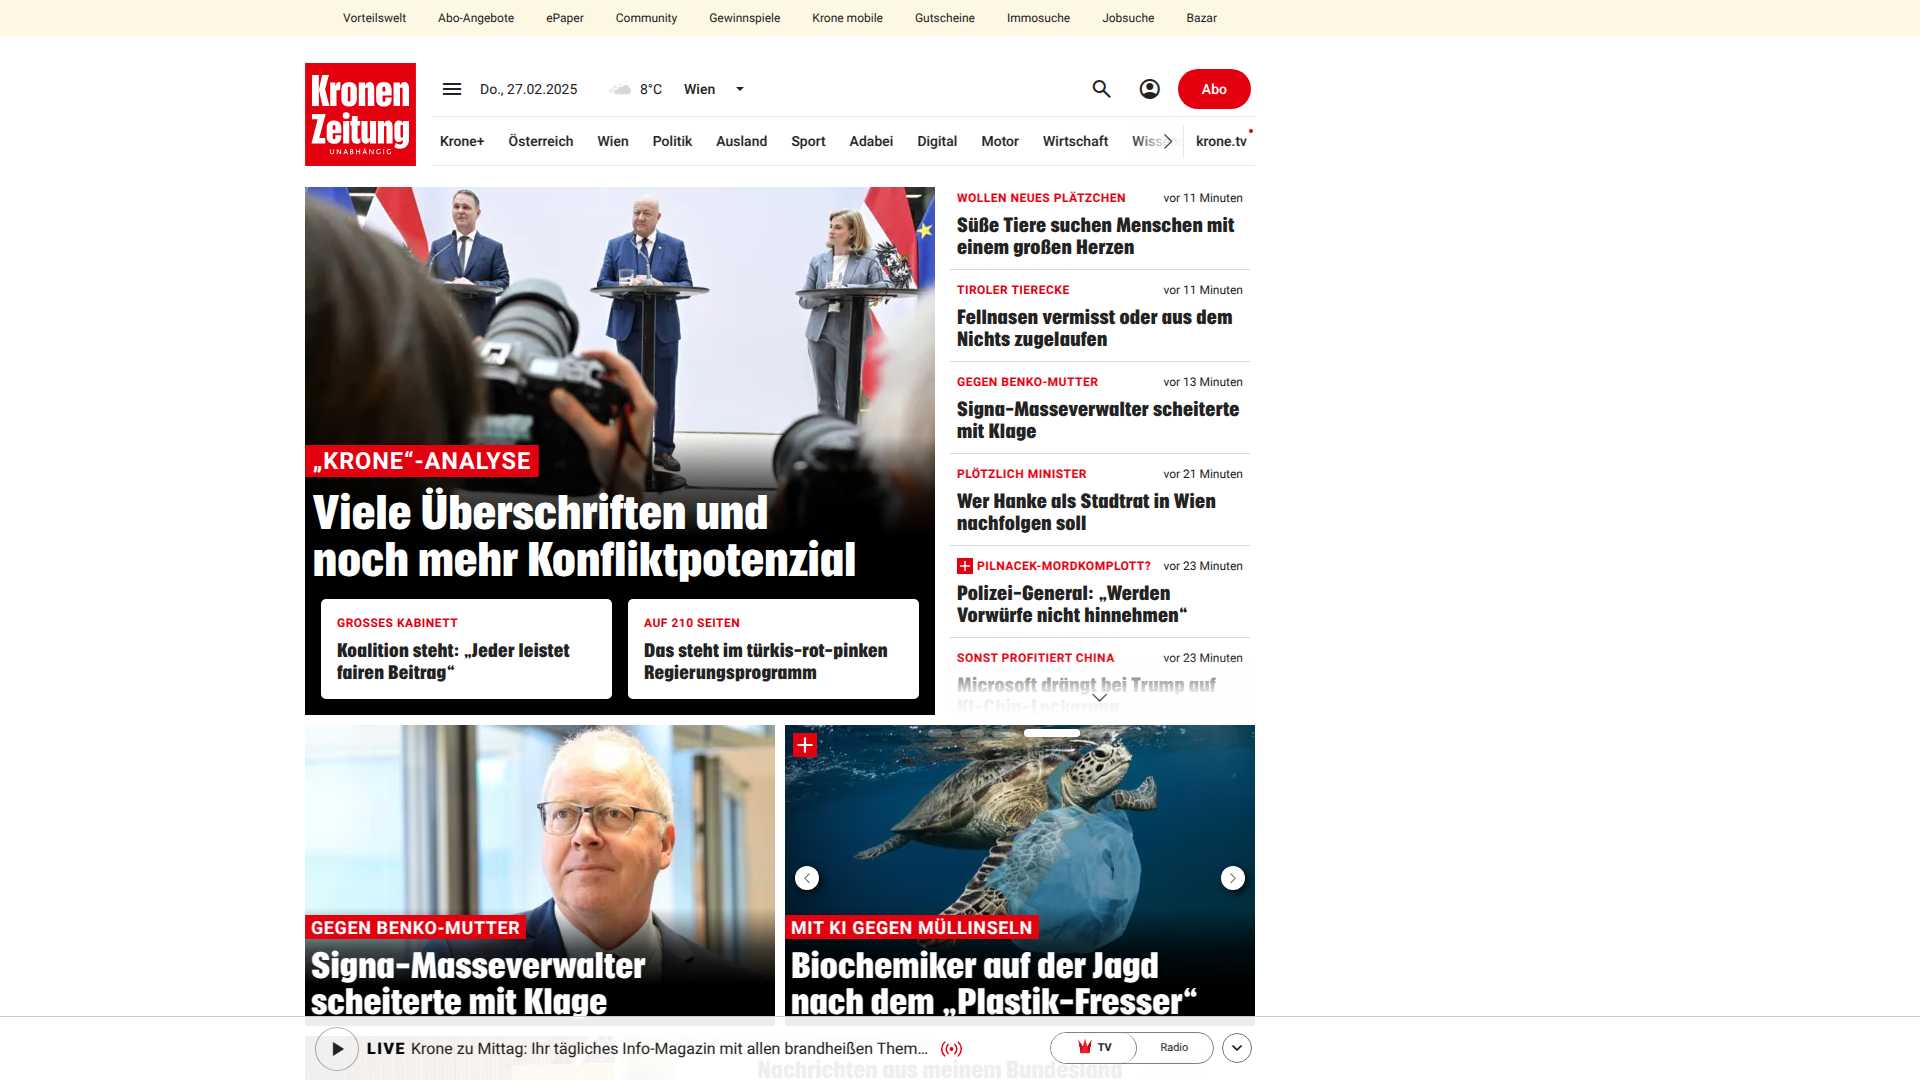 Vorteilswelt Abo-Angebote ePaper Community Gewinnspiele Krone mobile Gutscheine Immosuche Jobsuche Bazar
Kronen
Zeitung
UNABHÄNGIG
Do., 27.02.2025 8°C Wien
Abo
Krone+ Österreich Wien Politik Ausland Sport Adabei Digital Motor Wirtschaft krone.tv
„KRONE“-ANALYSE
Viele Überschriften und
noch mehr Konfliktpotenzial
GROSSES KABINETT
Koalition steht: „Jeder leistet
fairen Beitrag“
AUF 210 SEITEN
Das steht im türkis-rot-pinken
Regierungsprogramm
WOLLEN NEUES PLÄTZCHEN vor 11 Minuten
Süße Tiere suchen Menschen mit
einem großen Herzen
TIROLER TIERECKE vor 11 Minuten
Fellnasen vermisst oder aus dem
Nichts zugelaufen
GEGEN BENKO-MUTTER vor 13 Minuten
Signa-Masseverwalter scheiterte
mit Klage
PLÖTZLICH MINISTER vor 21 Minuten
Wer Hanke als Stadtrat in Wien
nachfolgen soll
PILNACEK-MORDKOMPLOTT? vor 23 Minuten
Polizei-General: „Werden
Vorwürfe nicht hinnehmen“
SONST PROFITIERT CHINA vor 23 Minuten
Microsoft drängt bei Trump auf
KI-Chip-Lockerung
GEGEN BENKO-MUTTER
Signa-Masseverwalter
scheiterte mit Klage
MIT KI GEGEN MÜLLINSELN
Biochemiker auf der Jagd
nach dem „Plastik-Fresser“
LIVE Krone zu Mittag: Ihr tägliches Info-Magazin mit allen brandheißen Them...
TV Radio
Nachrichten aus meinem Bundesland